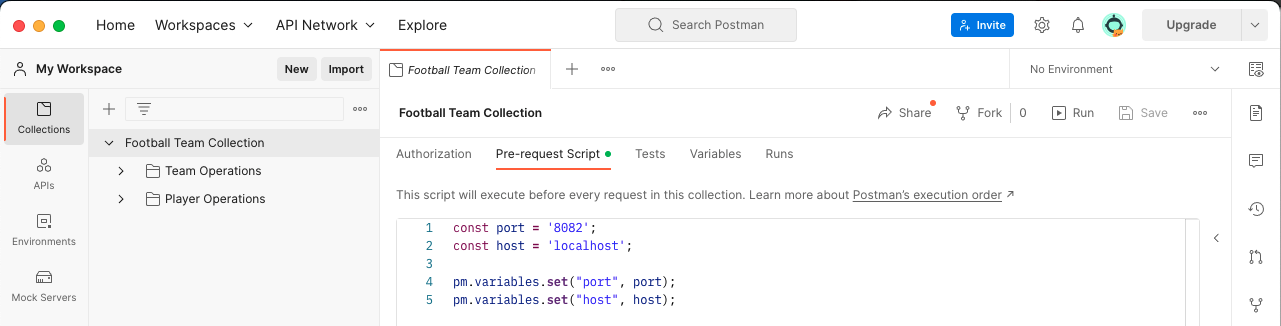 Home Workspaces API Network Explore Search Postman Invite Upgrade
My Workspace New Import Football Team Collection No Environment
Collections
APIs
Environments
Mock Servers
Football Team Collection
Team Operations
Player Operations
Football Team Collection Share Fork 0 Run Save
Authorization Pre-request Script Tests Variables Runs
This script will execute before every request in this collection. Learn more about Postman's execution order ↗
1 const port = '8082';
2 const host = 'localhost';
3
4 pm.variables.set("port", port);
5 pm.variables.set("host", host);